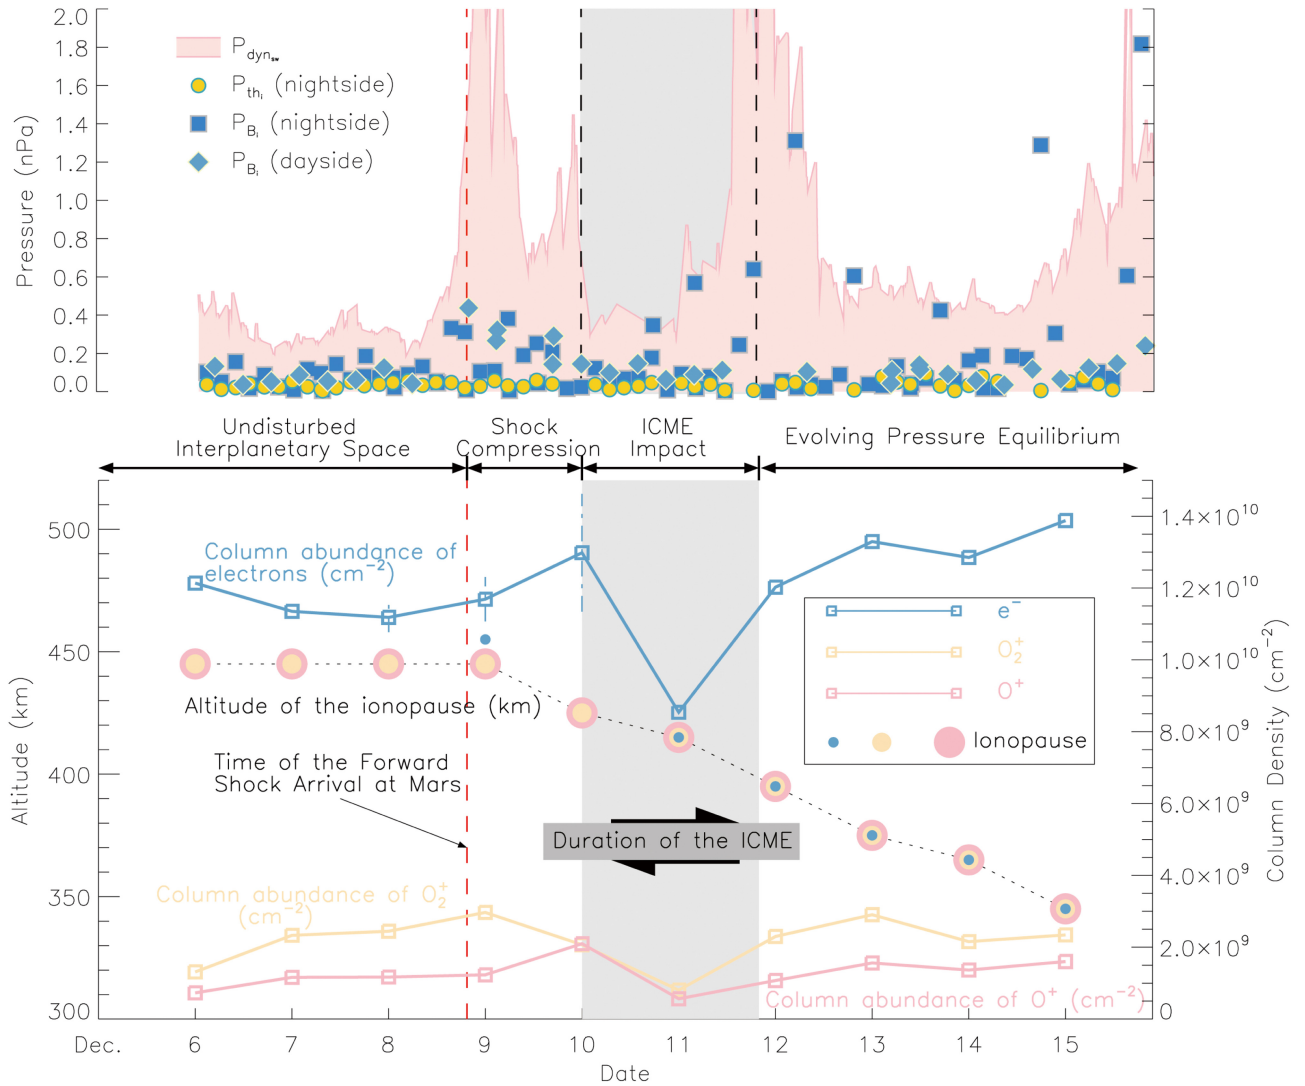 2.0
1.8
1.6
1.4
1.2
1.0
0.8
0.6
0.4
0.2
0.0
Pressure (nPa)
P_dyn_sw
P_th_i (nightside)
P_B_i (nightside)
P_B_i (dayside)
Undisturbed
Interplanetary Space
Shock
Compression
ICME
Impact
Evolving Pressure Equilibrium
500
450
400
350
300
Altitude (km)
1.4×10^10
1.2×10^10
1.0×10^10
8.0×10^9
6.0×10^9
4.0×10^9
2.0×10^9
0
Column Density (cm^-2)
Column abundance of
electrons (cm^-2)
e^-
O_2^+
O^+
Ionopause
Altitude of the ionopause (km)
Time of the Forward
Shock Arrival at Mars
Duration of the ICME
Column abundance of O_2^+
(cm^-2)
Column abundance of O^+ (cm^-2)
Dec. 6 7 8 9 10 11 12 13 14 15
Date